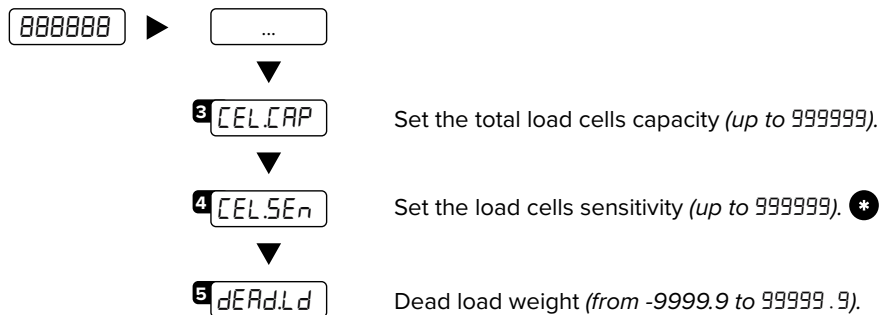 888888
...
3 CEL.CAP Set the total load cells capacity (up to 999999).
4 CEL.SEn Set the load cells sensitivity (up to 999999). *
5 dEAd.Ld Dead load weight (from -9999.9 to 99999.9).